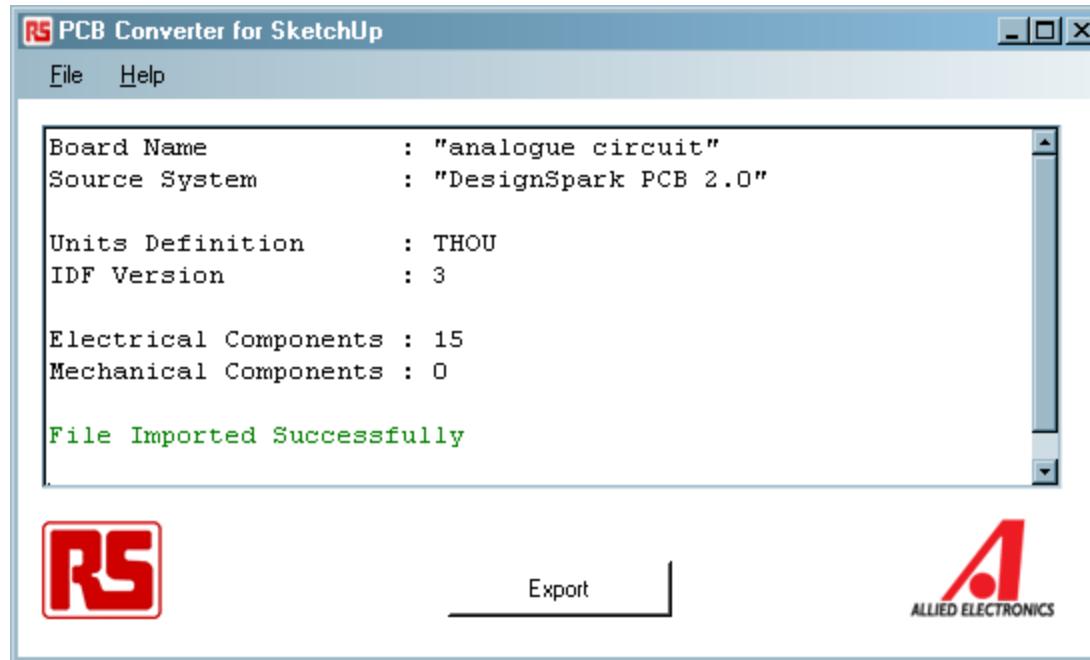 RS PCB Converter for SketchUp
File Help
Board Name : "analogue circuit"
Source System : "DesignSpark PCB 2.0"
Units Definition : THOU
IDF Version : 3
Electrical Components : 15
Mechanical Components : 0
File Imported Successfully
RS
Export
ALLIED ELECTRONICS